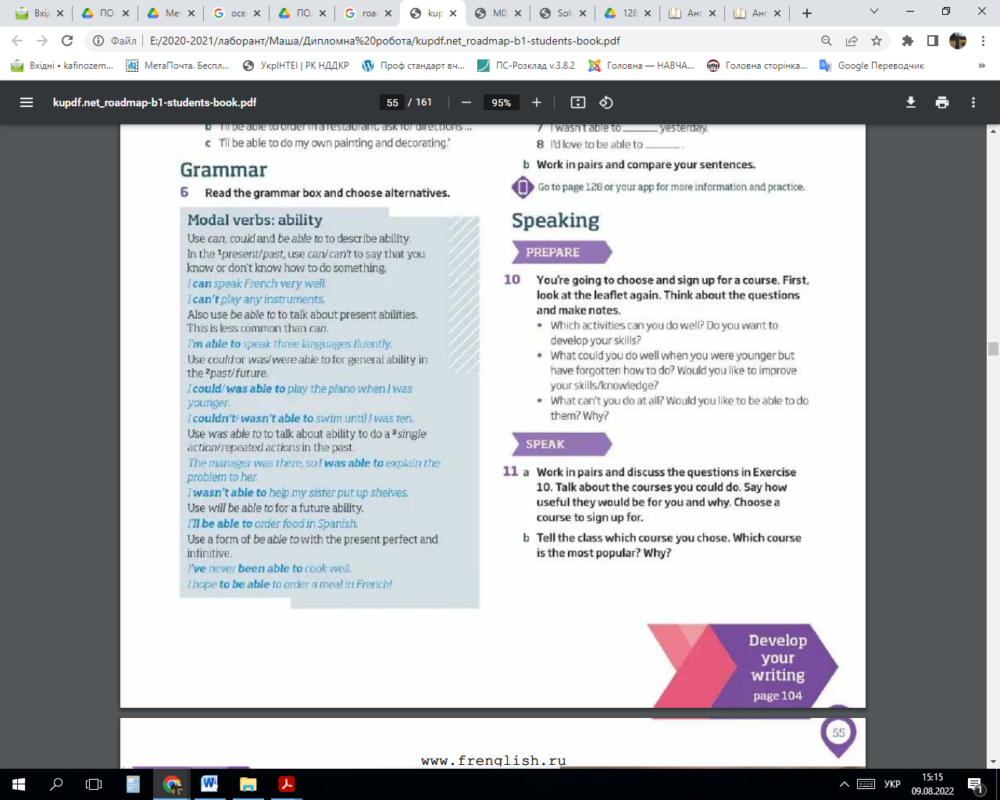 Вхід
ПОЛ
Мет
осв
ПОЛ
roac
kup
M0
Solu
128
Анг
Анг
Файл
E:/2020-2021/лаборант/Маша/Дипломна%20робота/kupdf.net_roadmap-b1-students-book.pdf
Вхідні • kafinozem...
МетаПочта. Беспл...
УкрІНТЕІ | РК НДДКР
Проф стандарт вч...
ПС-Розклад v.3.8.2
Головна — НАВЧА...
Головна сторінка...
Google Переводчик
»
kupdf.net_roadmap-b1-students-book.pdf
55 / 161
95%
b 'I'll be able to order in a restaurant, ask for directions ...'
c 'I'll be able to do my own painting and decorating.'
Grammar
6 Read the grammar box and choose alternatives.
Modal verbs: ability
Use can, could and be able to to describe ability.
In the 1present/past, use can/can't to say that you
know or don't know how to do something.
I can speak French very well.
I can't play any instruments.
Also use be able to to talk about present abilities.
This is less common than can.
I'm able to speak three languages fluently.
Use could or was/were able to for general ability in
the 2past/future.
I could/was able to play the piano when I was
younger.
I couldn't/wasn't able to swim until I was ten.
Use was able to to talk about ability to do a 3single
action/repeated actions in the past.
The manager was there, so I was able to explain the
problem to her.
I wasn't able to help my sister put up shelves.
Use will be able to for a future ability.
I'll be able to order food in Spanish.
Use a form of be able to with the present perfect and
infinitive.
I've never been able to cook well.
I hope to be able to order a meal in French!
7 I wasn't able to ______ yesterday.
8 I'd love to be able to ______ .
b Work in pairs and compare your sentences.
Go to page 128 or your app for more information and practice.
Speaking
PREPARE
10 You're going to choose and sign up for a course. First,
look at the leaflet again. Think about the questions
and make notes.
• Which activities can you do well? Do you want to
develop your skills?
• What could you do well when you were younger but
have forgotten how to do? Would you like to improve
your skills/knowledge?
• What can't you do at all? Would you like to be able to do
them? Why?
SPEAK
11 a Work in pairs and discuss the questions in Exercise
10. Talk about the courses you could do. Say how
useful they would be for you and why. Choose a
course to sign up for.
b Tell the class which course you chose. Which course
is the most popular? Why?
Develop
your
writing
page 104
55
www.frenglish.ru
УКР
15:15
09.08.2022
1